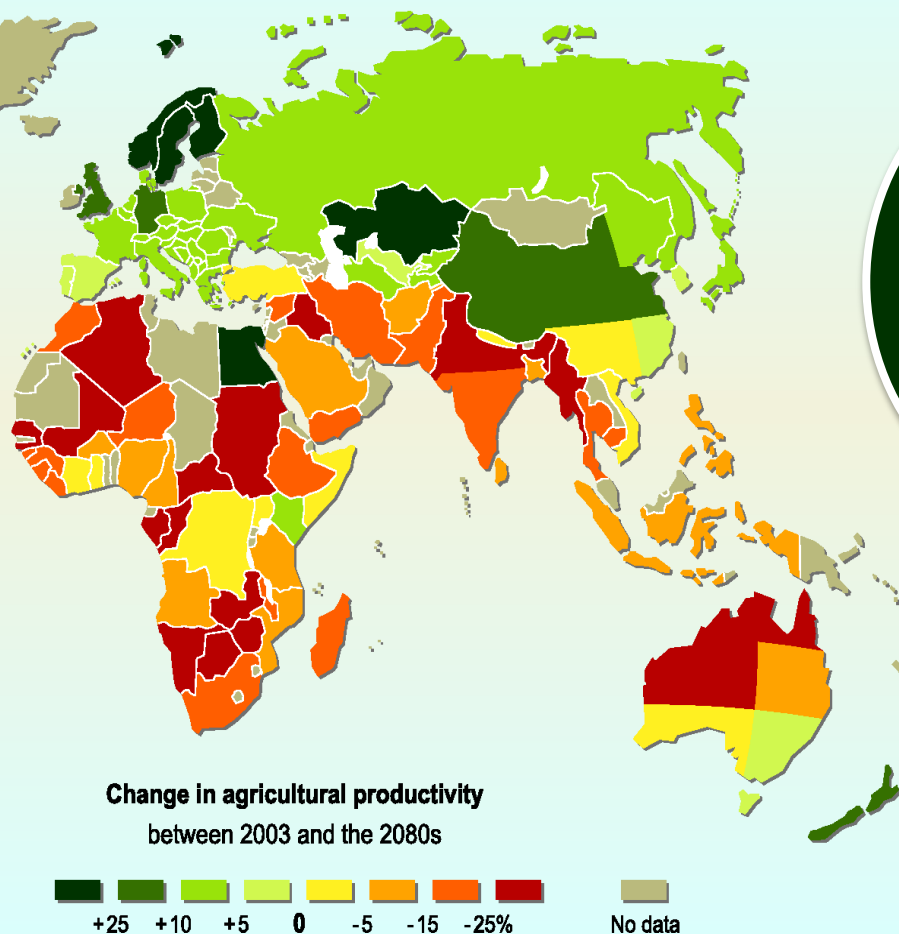 Change in agricultural productivity
between 2003 and the 2080s
+25 +10 +5 0 -5 -15 -25% No data